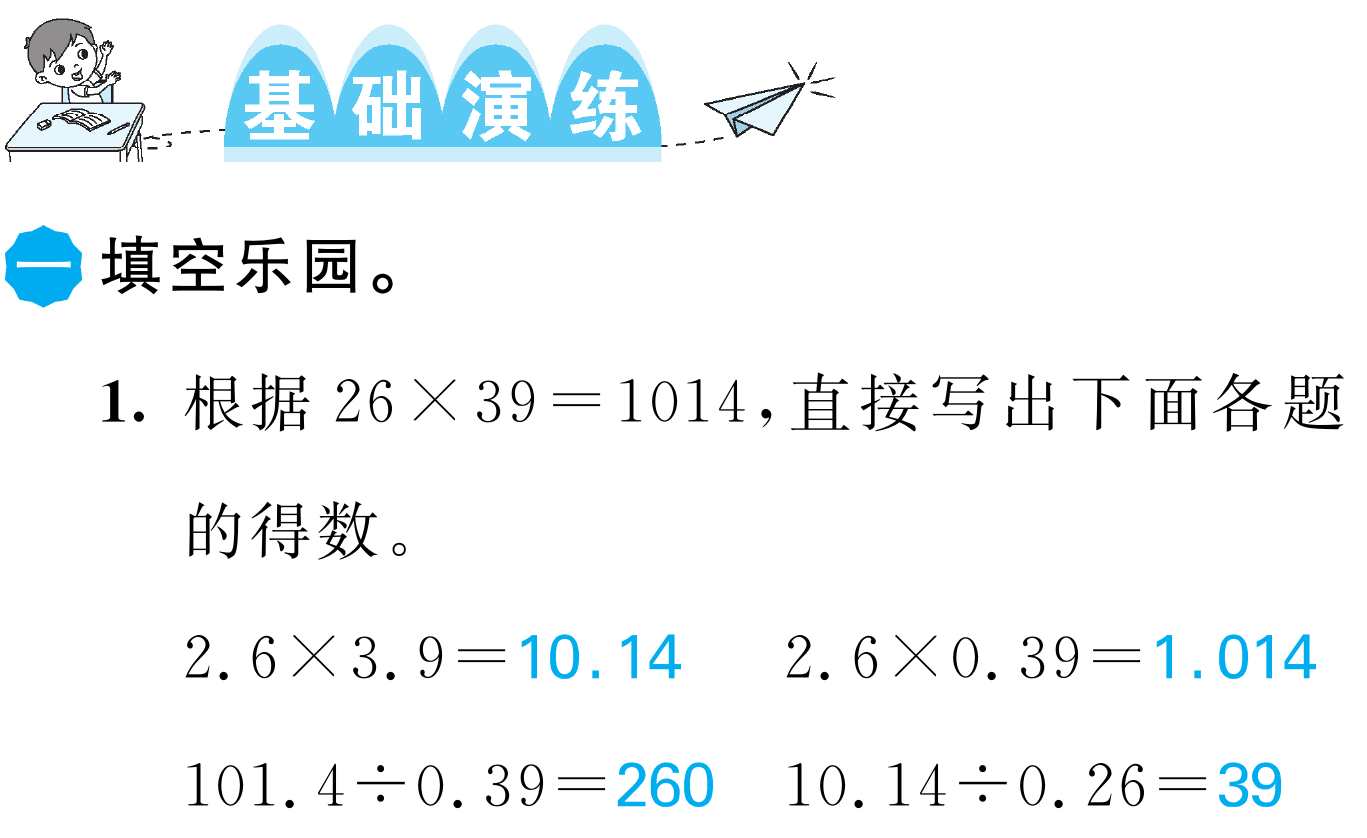 基础演练
一 填空乐园。
1. 根据 26×39=1014,直接写出下面各题
的得数。
2.6×3.9=10.14 2.6×0.39=1.014
101.4÷0.39=260 10.14÷0.26=39